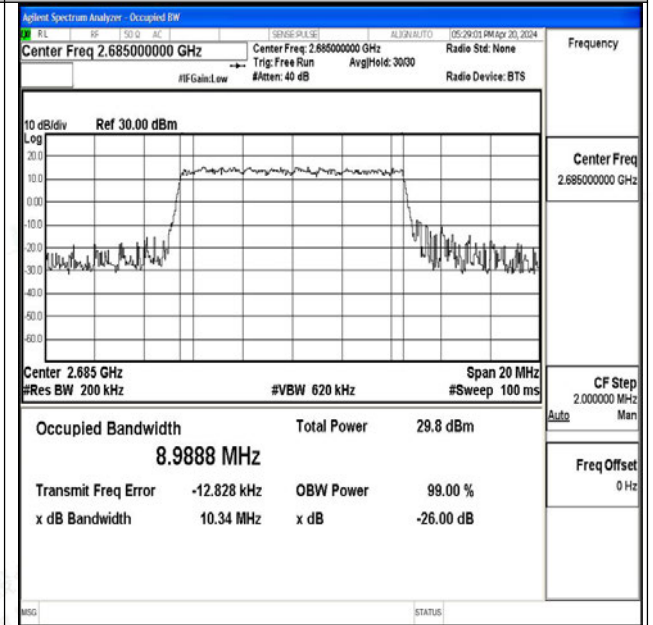 Agilent Spectrum Analyzer - Occupied BW
RL RF 50 Ω AC SENSE:PULSE ALIGN AUTO 05:29:01 PM Apr 20, 2024
Center Freq 2.685000000 GHz Center Freq: 2.685000000 GHz Radio Std: None Frequency
Trig: Free Run Avg|Hold: 30/30
#IFGain:Low #Atten: 40 dB Radio Device: BTS
10 dB/div Ref 30.00 dBm
Log
20.0
10.0
0.00
-10.0
-20.0
-30.0
-40.0
-50.0
-60.0
Center 2.685 GHz Span 20 MHz
#Res BW 200 kHz #VBW 620 kHz #Sweep 100 ms
Occupied Bandwidth Total Power 29.8 dBm
8.9888 MHz
Transmit Freq Error -12.828 kHz OBW Power 99.00 %
x dB Bandwidth 10.34 MHz x dB -26.00 dB
Center Freq
2.685000000 GHz
CF Step
2.000000 MHz
Auto Man
Freq Offset
0 Hz
MSG STATUS